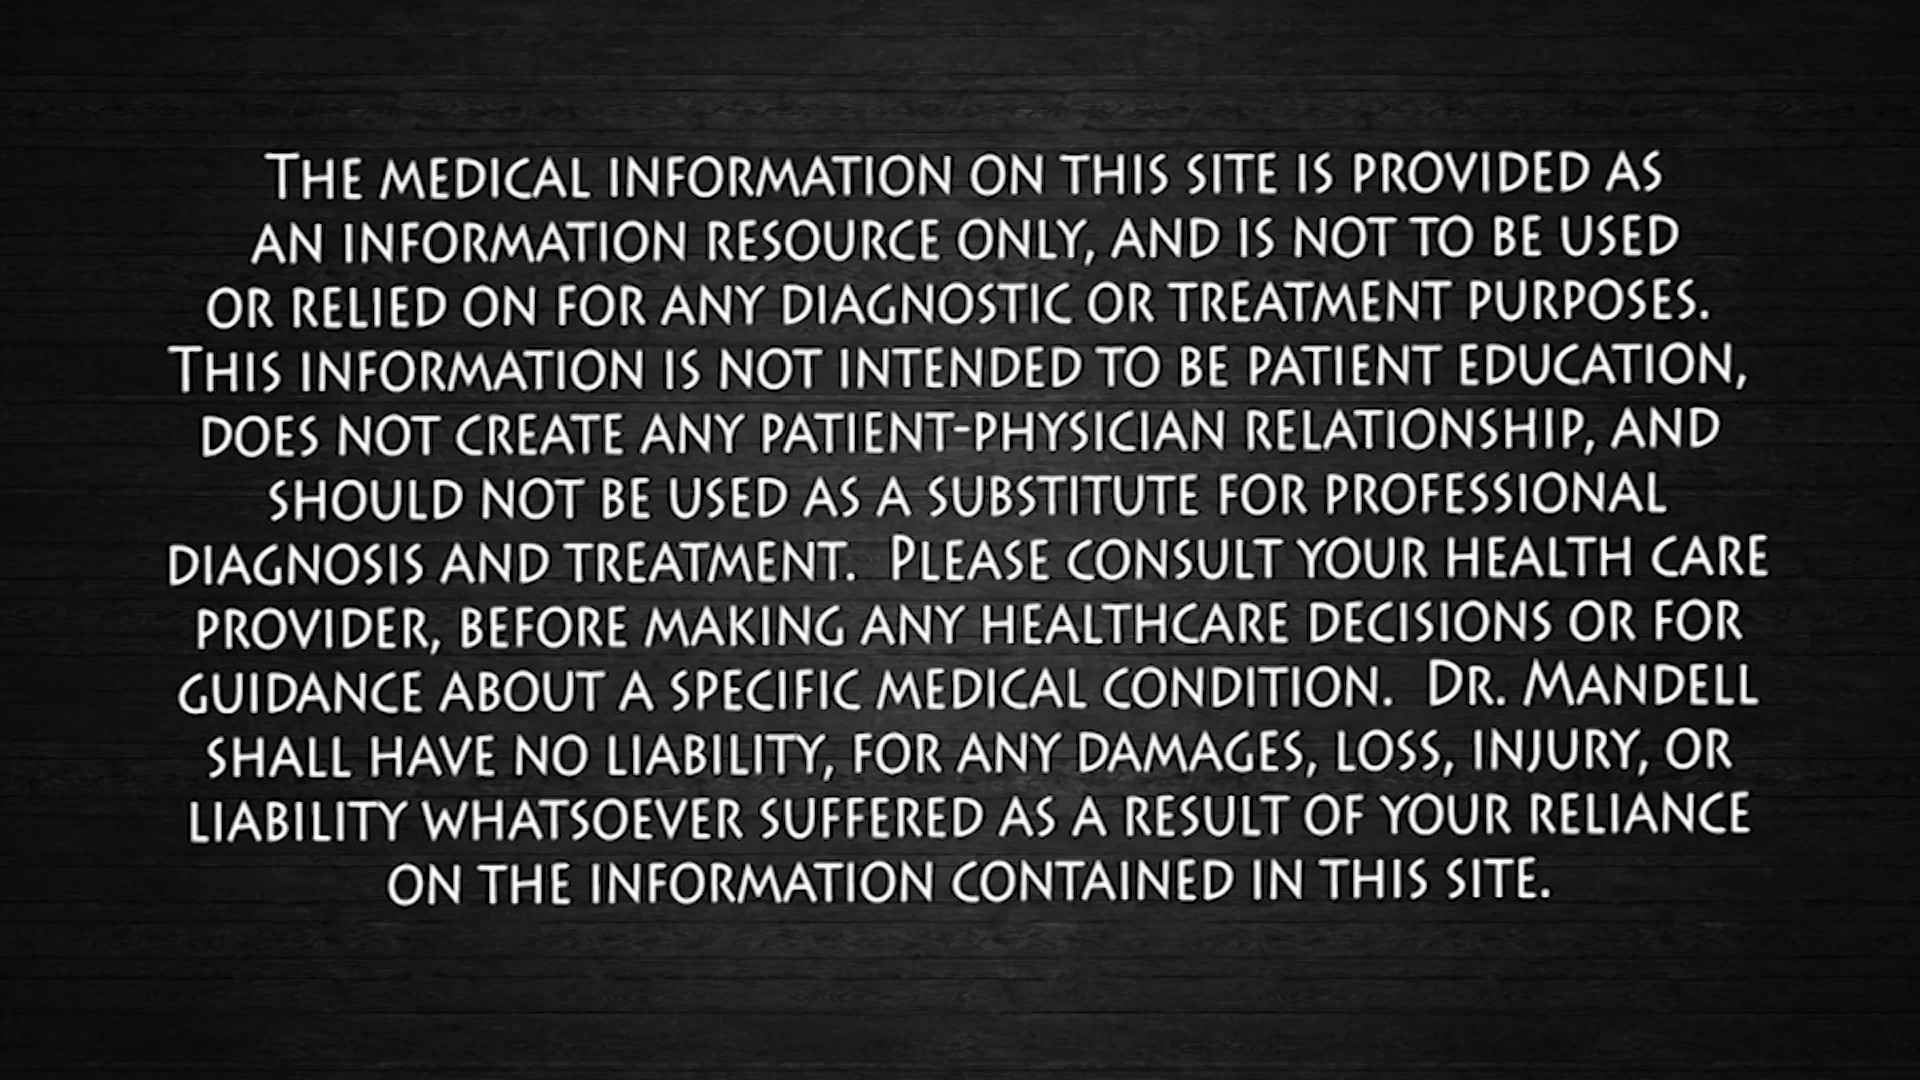 The medical information on this site is provided as
an information resource only, and is not to be used
or relied on for any diagnostic or treatment purposes.
This information is not intended to be patient education,
does not create any patient-physician relationship, and
should not be used as a substitute for professional
diagnosis and treatment.  Please consult your health care
provider, before making any healthcare decisions or for
guidance about a specific medical condition.  Dr. Mandell
shall have no liability, for any damages, loss, injury, or
liability whatsoever suffered as a result of your reliance
on the information contained in this site.